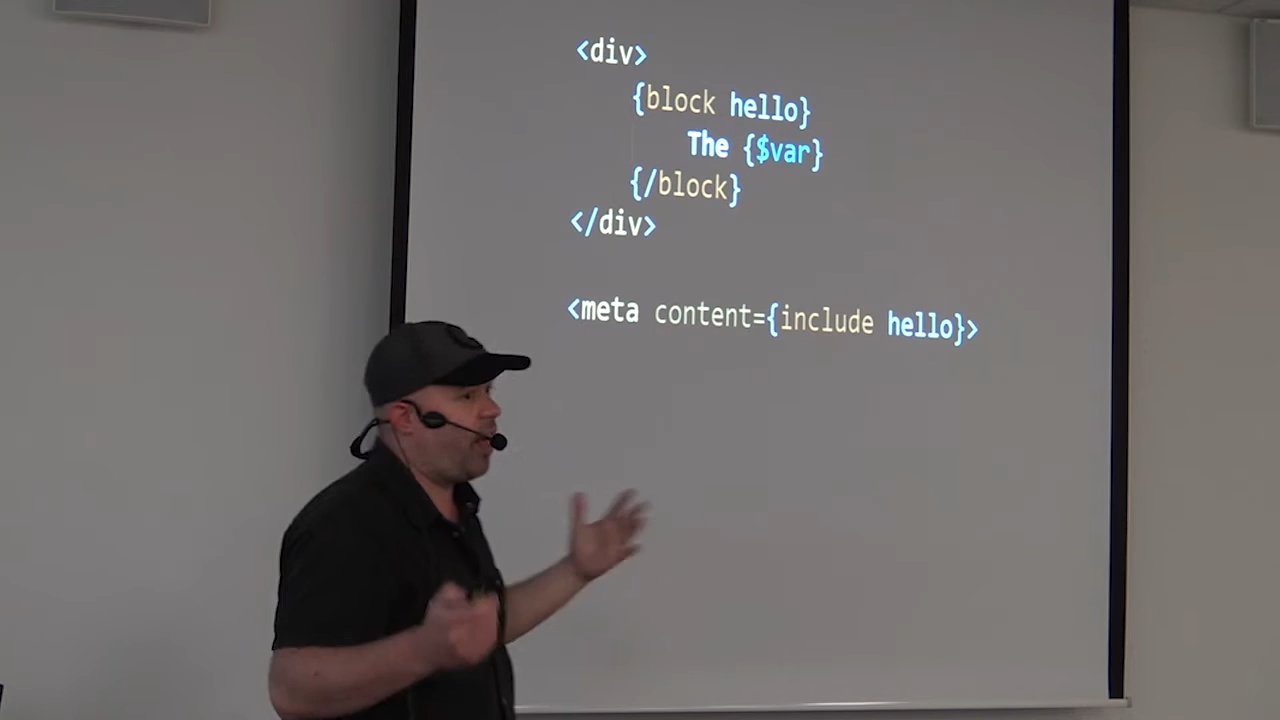 <div>
{block hello}
The {$var}
{/block}
</div>
<meta content={include hello}>